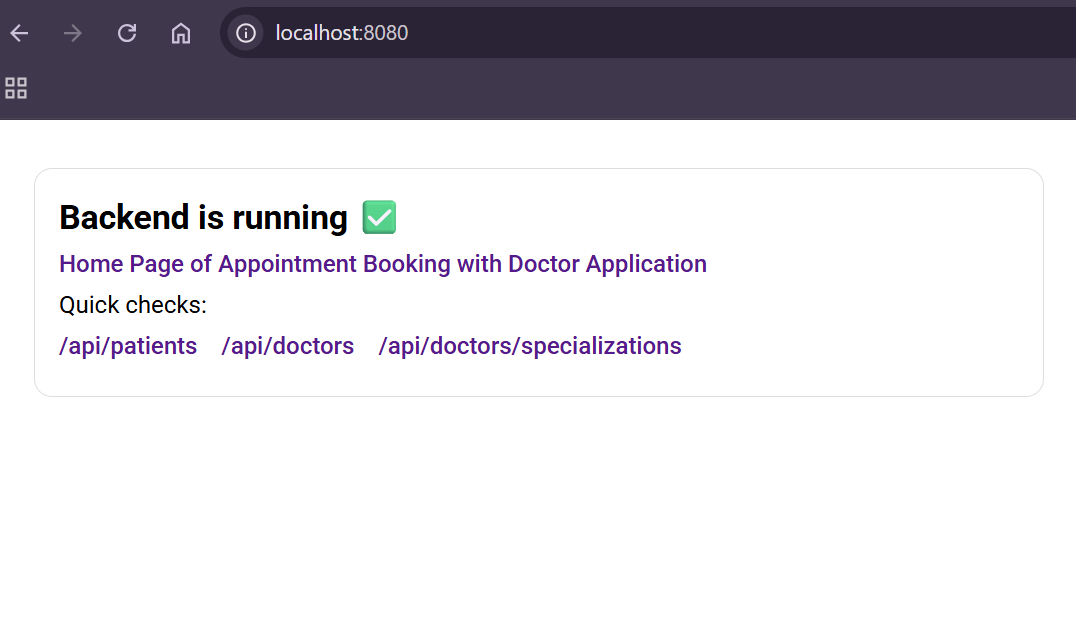 localhost:8080
Backend is running ✅
Home Page of Appointment Booking with Doctor Application
Quick checks:
/api/patients /api/doctors /api/doctors/specializations